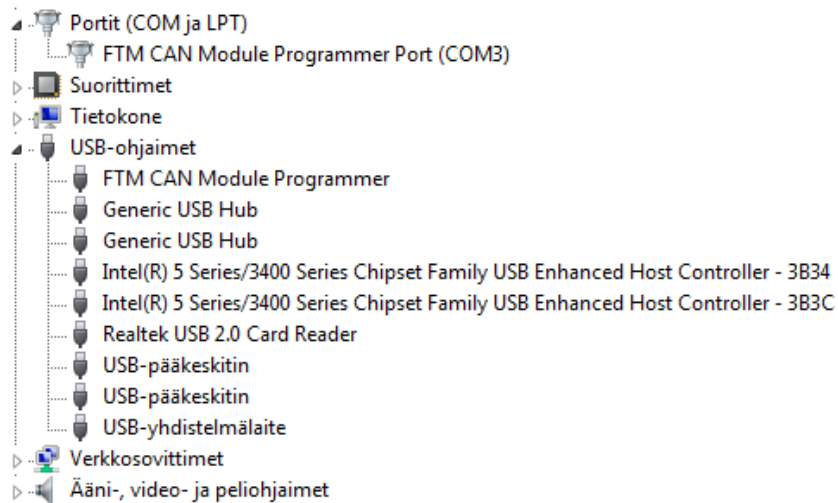 Portit (COM ja LPT)
FTM CAN Module Programmer Port (COM3)
Suorittimet
Tietokone
USB-ohjaimet
FTM CAN Module Programmer
Generic USB Hub
Generic USB Hub
Intel(R) 5 Series/3400 Series Chipset Family USB Enhanced Host Controller - 3B34
Intel(R) 5 Series/3400 Series Chipset Family USB Enhanced Host Controller - 3B3C
Realtek USB 2.0 Card Reader
USB-pääkeskitin
USB-pääkeskitin
USB-yhdistelmälaite
Verkkosovittimet
Ääni-, video- ja peliohjaimet